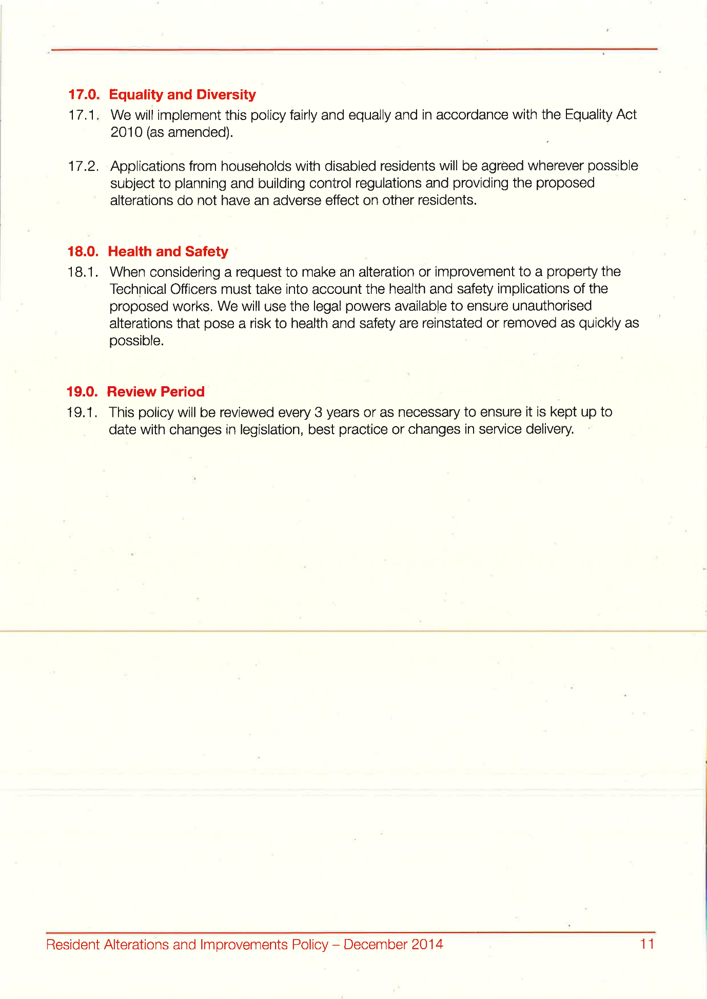 17.0. Equality and Diversity
17.1. We will implement this policy fairly and equally and in accordance with the Equality Act
2010 (as amended).
17.2. Applications from households with disabled residents will be agreed wherever possible
subject to planning and building control regulations and providing the proposed
alterations do not have an adverse effect on other residents.
18.0. Health and Safety
18.1. When considering a request to make an alteration or improvement to a property the
Technical Officers must take into account the health and safety implications of the
proposed works. We will use the legal powers available to ensure unauthorised
alterations that pose a risk to health and safety are reinstated or removed as quickly as
possible.
19.0. Review Period
19.1. This policy will be reviewed every 3 years or as necessary to ensure it is kept up to
date with changes in legislation, best practice or changes in service delivery.
Resident Alterations and Improvements Policy – December 2014 11